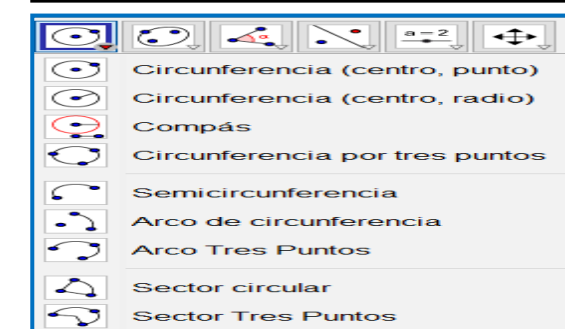 a = 2
Circunferencia (centro, punto)
Circunferencia (centro, radio)
Compás
Circunferencia por tres puntos
Semicircunferencia
Arco de circunferencia
Arco Tres Puntos
Sector circular
Sector Tres Puntos